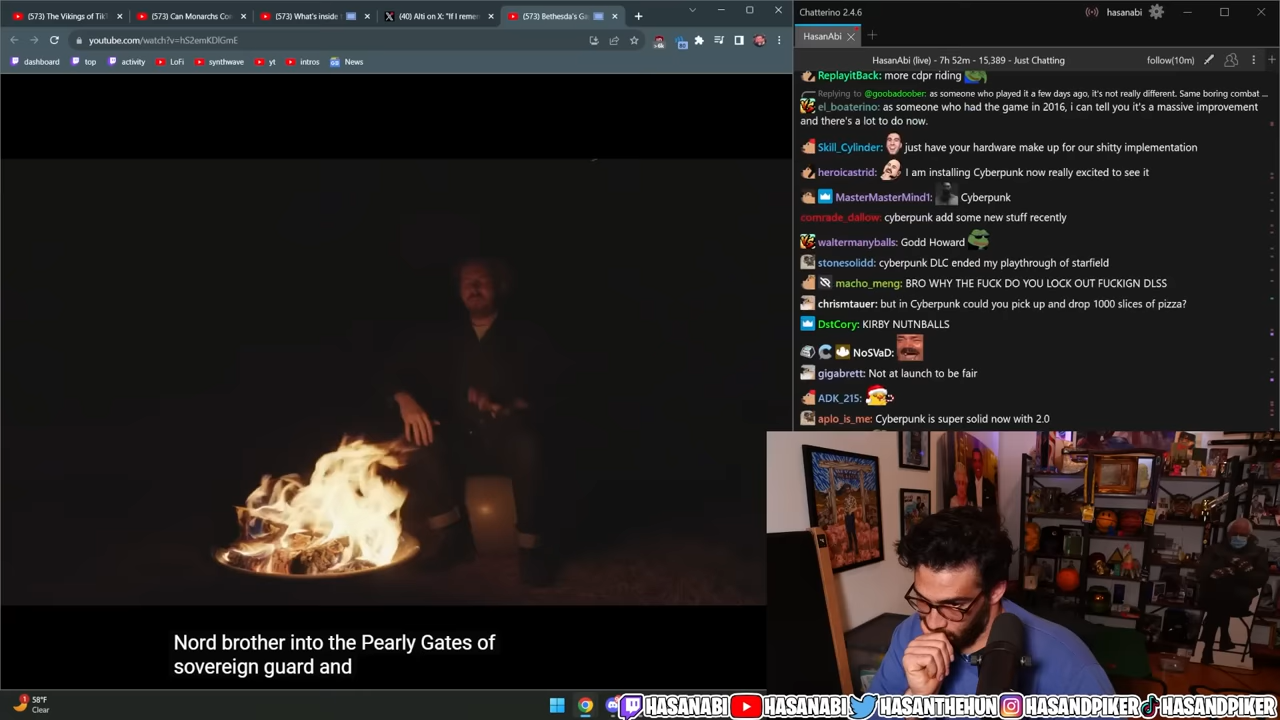 (573) The Vikings of TikT
(573) Can Monarchs Co
(573) What's inside
(40) Alti on X: "If I reme
(573) Bethesda's Ga
youtube.com/watch?v=hS2emKDlGmE
dashboard
top
activity
LoFi
synthwave
yt
intros
News
Nord brother into the Pearly Gates of
sovereign guard and
1
58°F
Clear
Chatterino 2.4.6
hasanabi
HasanAbi
HasanAbi (live) - 7h 52m - 15,389 - Just Chatting
follow(10m)
ReplayitBack: more cdpr riding
Replying to @goobadoober: as someone who played it a few days ago, it's not really different. Same boring combat ...
el_boaterino: as someone who had the game in 2016, i can tell you it's a massive improvement
and there's a lot to do now.
Skill_Cylinder: just have your hardware make up for our shitty implementation
heroicastrid: I am installing Cyberpunk now really excited to see it
MasterMasterMind1: Cyberpunk
comrade_dallow: cyberpunk add some new stuff recently
waltermanyballs: Godd Howard
stonesolidd: cyberpunk DLC ended my playthrough of starfield
macho_meng: BRO WHY THE FUCK DO YOU LOCK OUT FUCKIGN DLSS
chrismtauer: but in Cyberpunk could you pick up and drop 1000 slices of pizza?
DstCory: KIRBY NUTNBALLS
NoSVaD:
gigabrett: Not at launch to be fair
ADK_215:
aplo_is_me: Cyberpunk is super solid now with 2.0
HASANABI
HASANABI
HASANTHEHUN
HASANDPIKER
HASANDPIKER